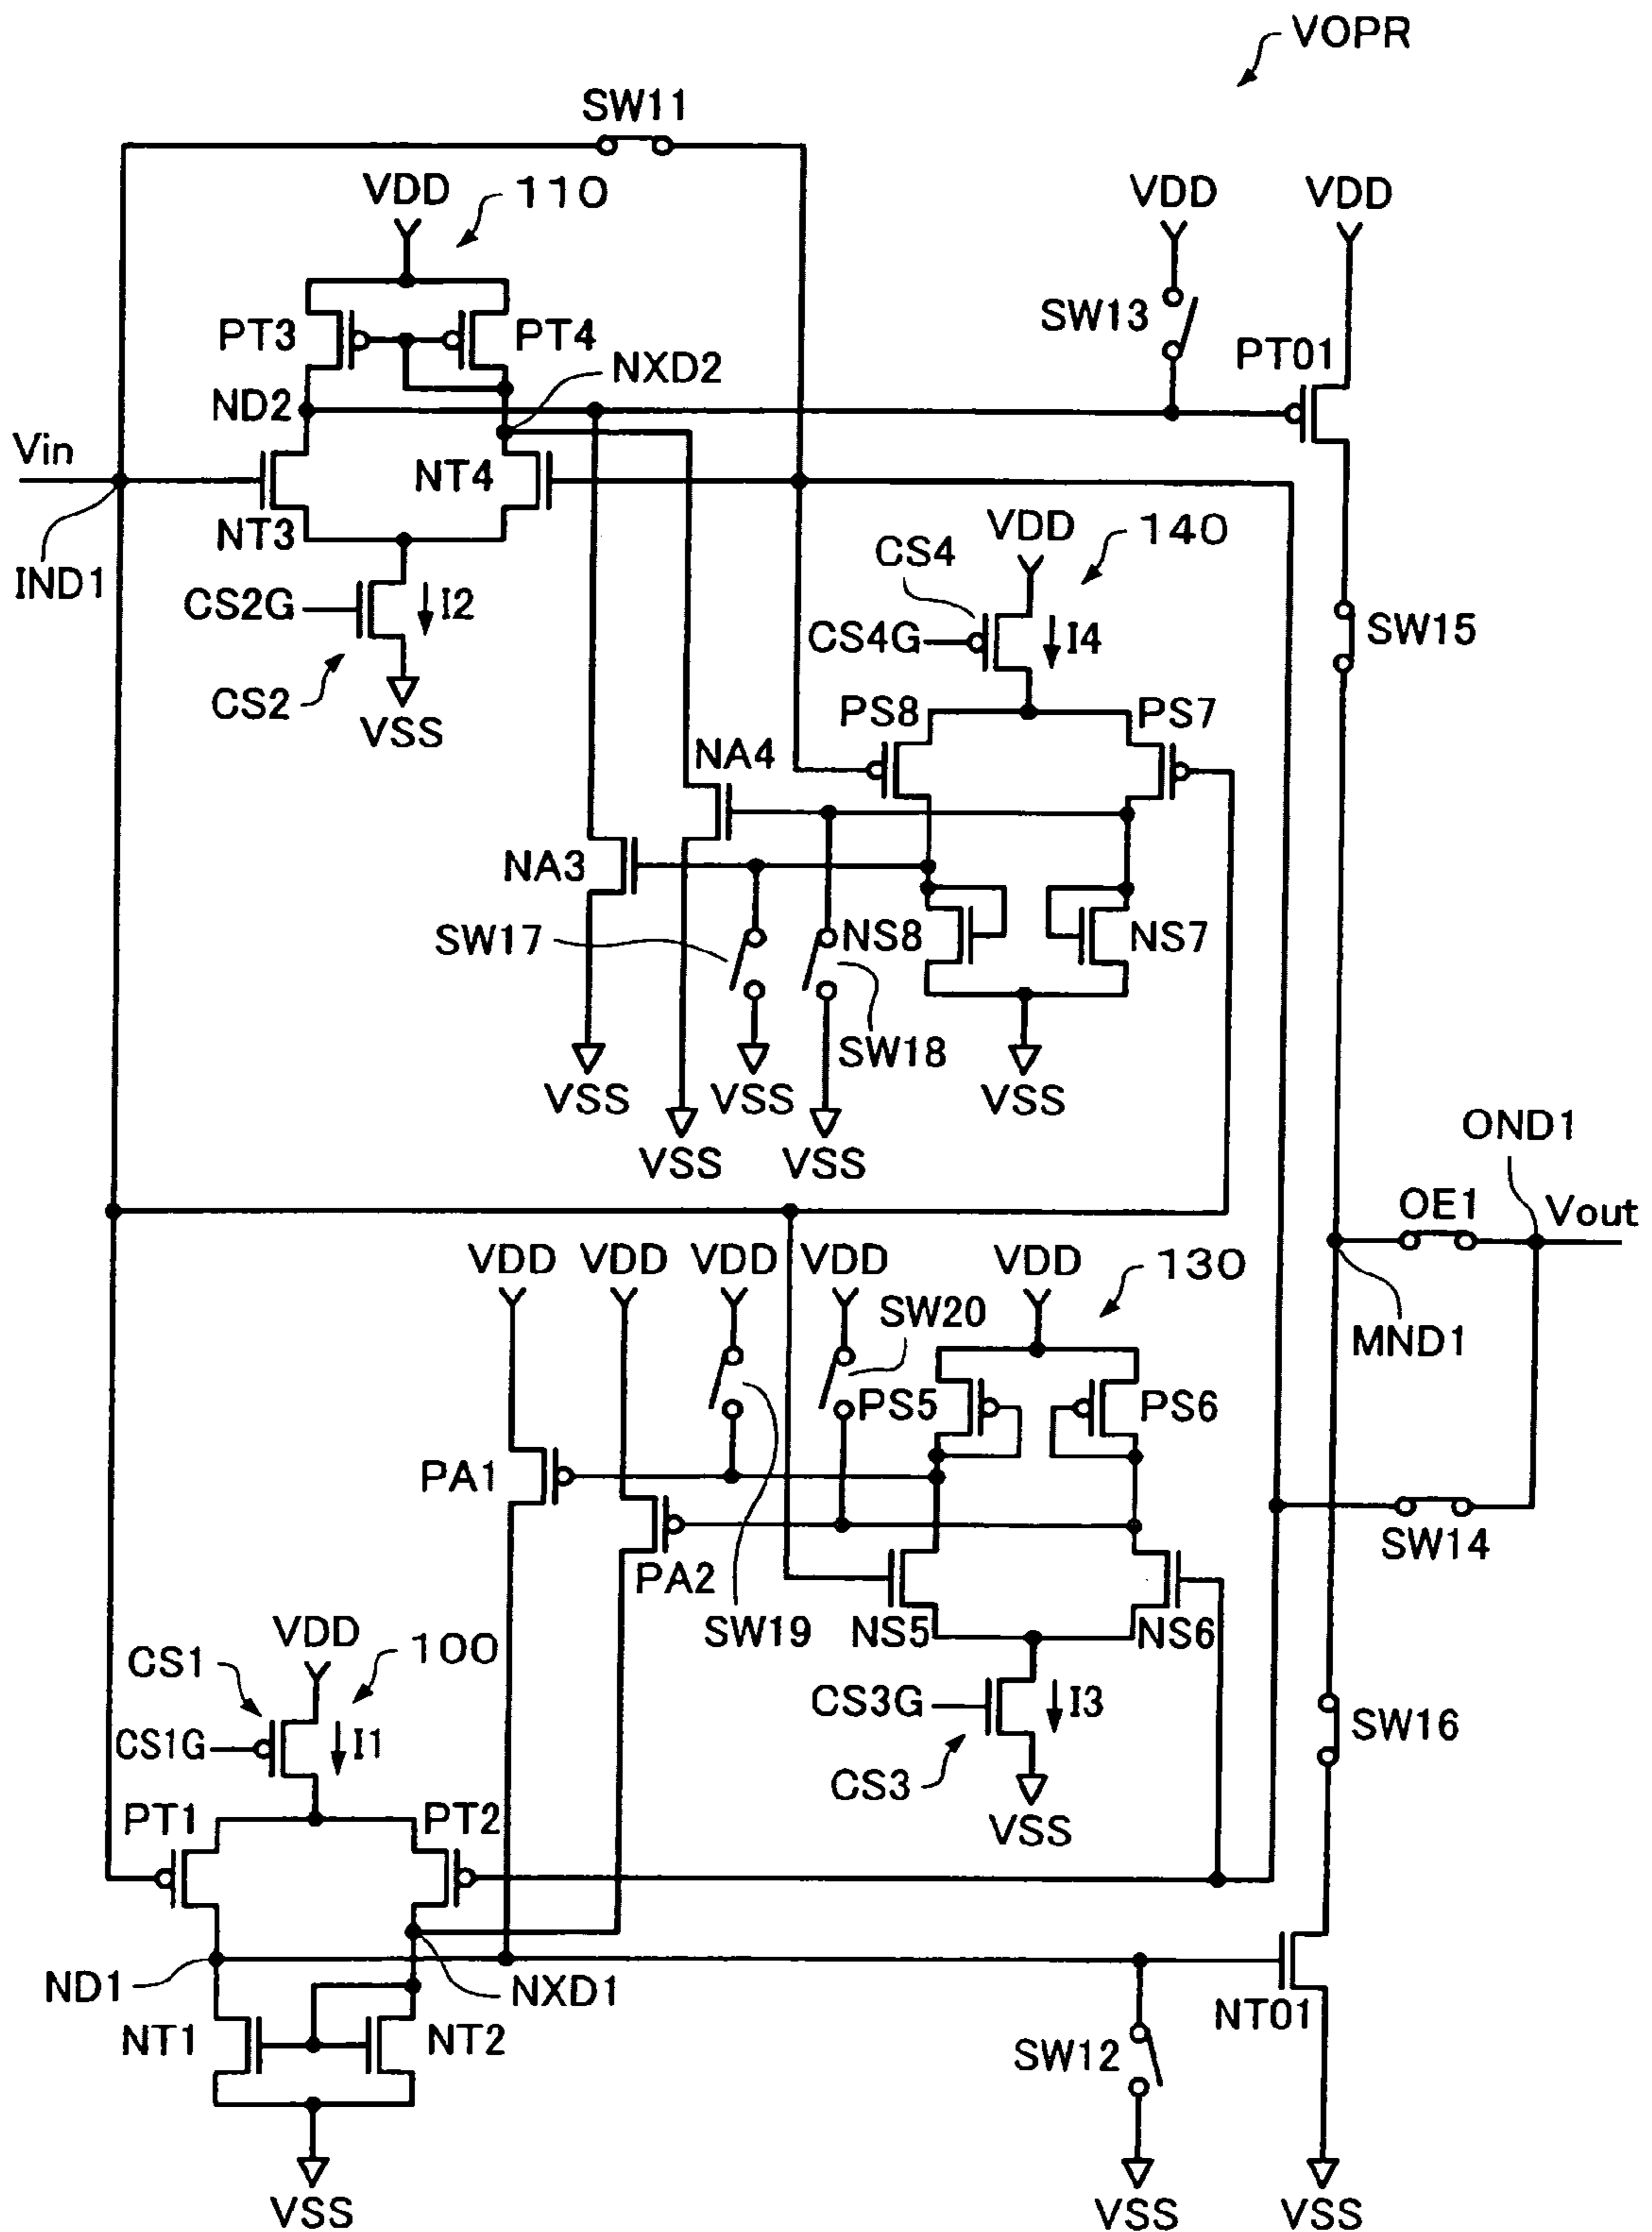 VOPR
SW11
VDD
110
VDD
VDD
SW13
PT3
PT4
PT01
NXD2
ND2
Vin
NT4
NT3
IND1
VDD
140
CS4
CS2G
I2
CS4G
I4
SW15
CS2
VSS
PS8
PS7
NA4
NA3
SW17
NS8
NS7
SW18
VSS
VSS
VSS
VSS
VSS
OND1
OE1
Vout
VDD
VDD
VDD
VDD
VDD
130
SW20
MND1
PS5
PS6
PA1
SW14
PA2
SW19
NS5
NS6
VDD
100
CS1
CS3G
I3
SW16
CS1G
I1
CS3
VSS
PT1
PT2
ND1
NXD1
NT1
NT2
NT01
SW12
VSS
VSS
VSS